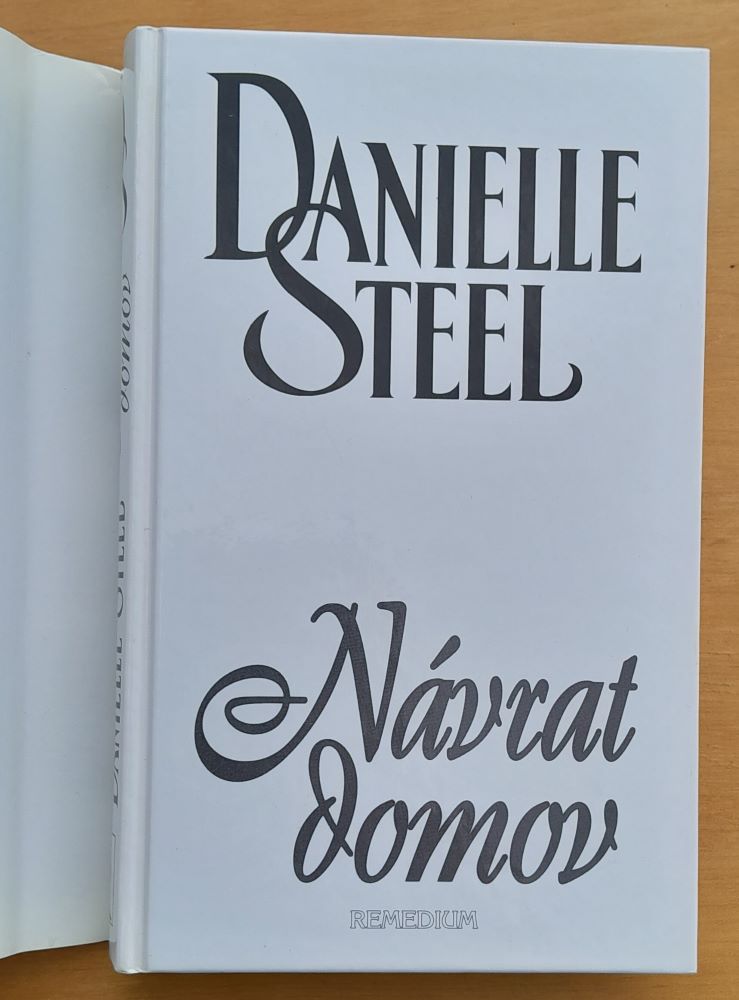 DANIELLE
STEEL
Návrat
domov
REMEDIUM
DANIELLE STEEL
domov